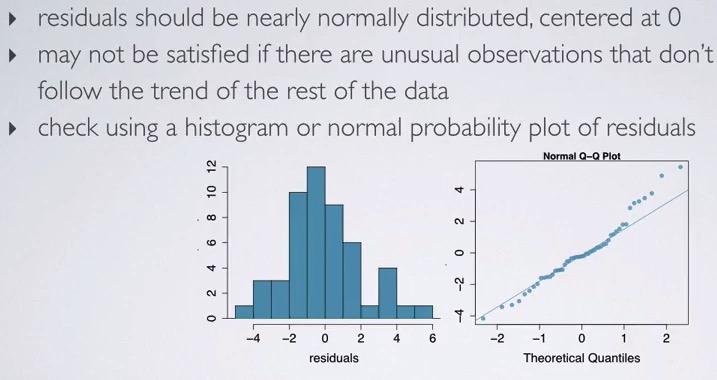 residuals should be nearly normally distributed, centered at 0
may not be satisfied if there are unusual observations that don't
follow the trend of the rest of the data
check using a histogram or normal probability plot of residuals
12
10
8
6
4
2
0
-4 -2 0 2 4 6
residuals
Normal Q-Q Plot
4
2
0
-2
-4
-2 -1 0 1 2
Theoretical Quantiles